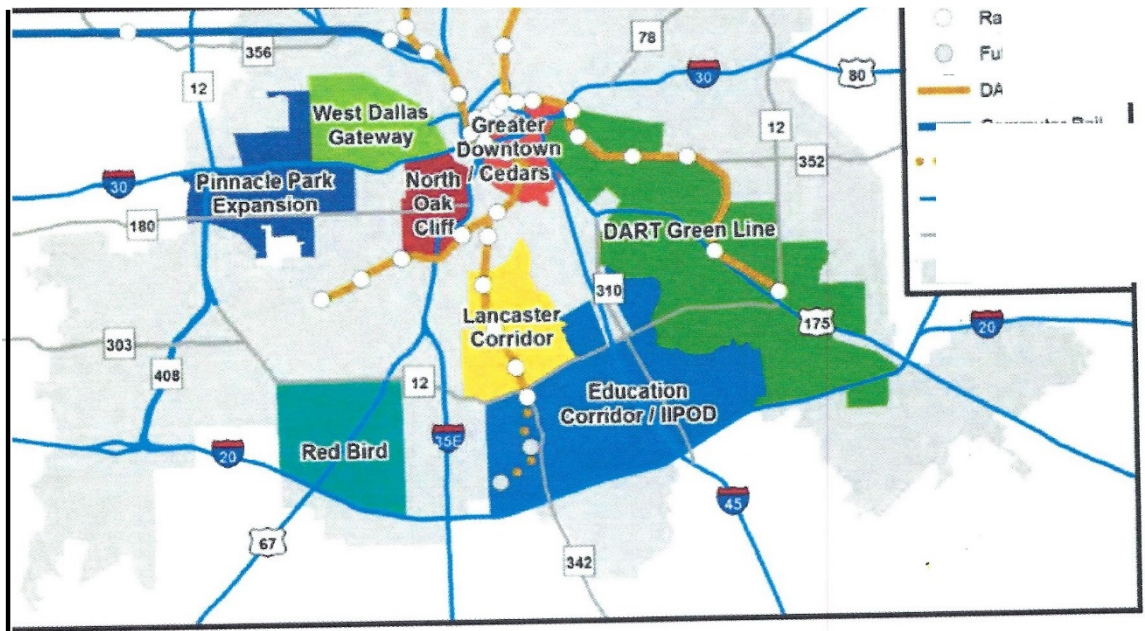 78
Ra
356
30
80
Fu
12
DA
West Dallas
Gateway
Greater
Downtown
/ Cedars
12
352
30
Pinnacle Park
Expansion
North
Oak
Cliff
180
DART Green Line
310
Lancaster
Corridor
175
20
303
408
12
Education
Corridor / IIPOD
35E
Red Bird
20
45
67
342